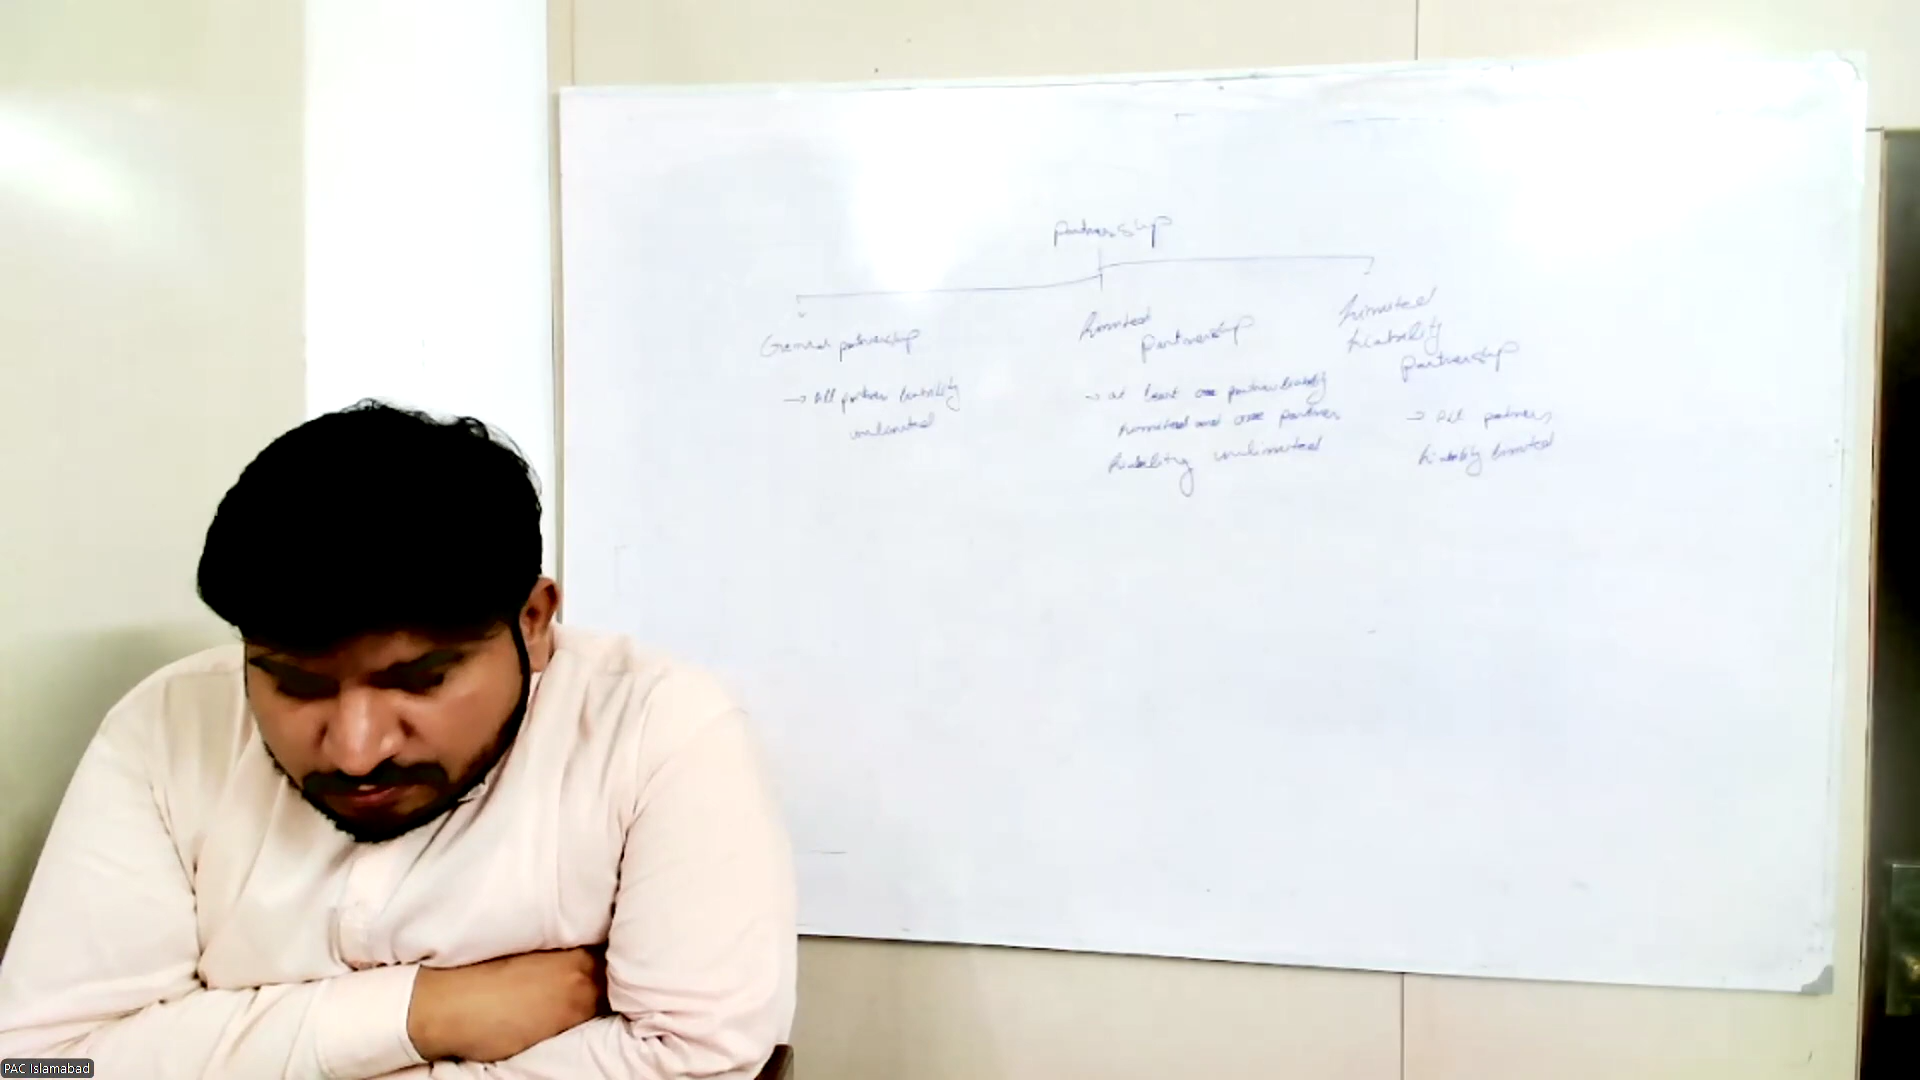 partnership
General partnership
→ All partners liability
unlimited
Limited
partnership
→ at least one partner liability
limited and one partner
liability unlimited
Limited
Liability
partnership
→ All partners
liability limited
PAC Islamabad